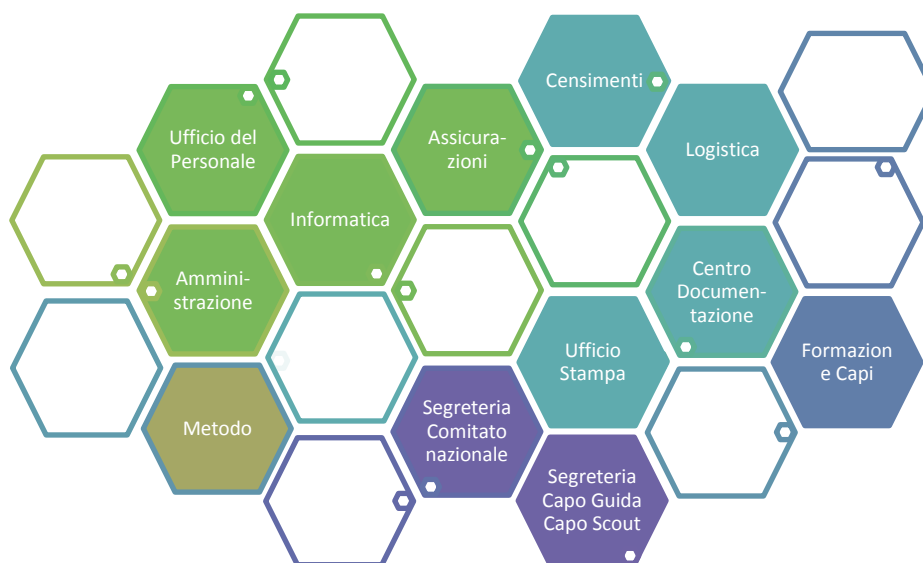 Censimenti
Ufficio del
Personale
Assicura-
zioni
Logistica
Informatica
Ammini-
strazione
Centro
Documen-
tazione
Ufficio
Stampa
Formazion
e Capi
Metodo
Segreteria
Comitato
nazionale
Segreteria
Capo Guida
Capo Scout